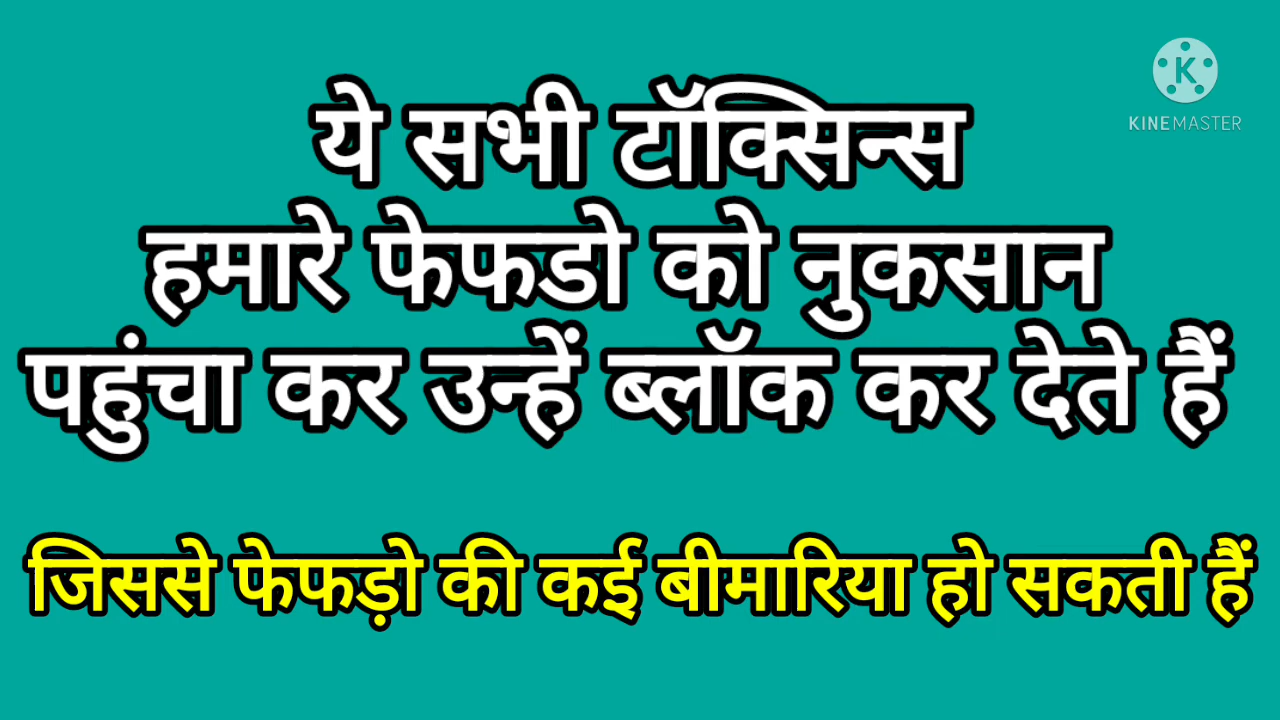 KINEMASTER
ये सभी टॉक्सिन्स
हमारे फेफडो को नुकसान
पहुंचा कर उन्हें ब्लॉक कर देते हैं
जिससे फेफड़ो की कई बीमारिया हो सकती हैं